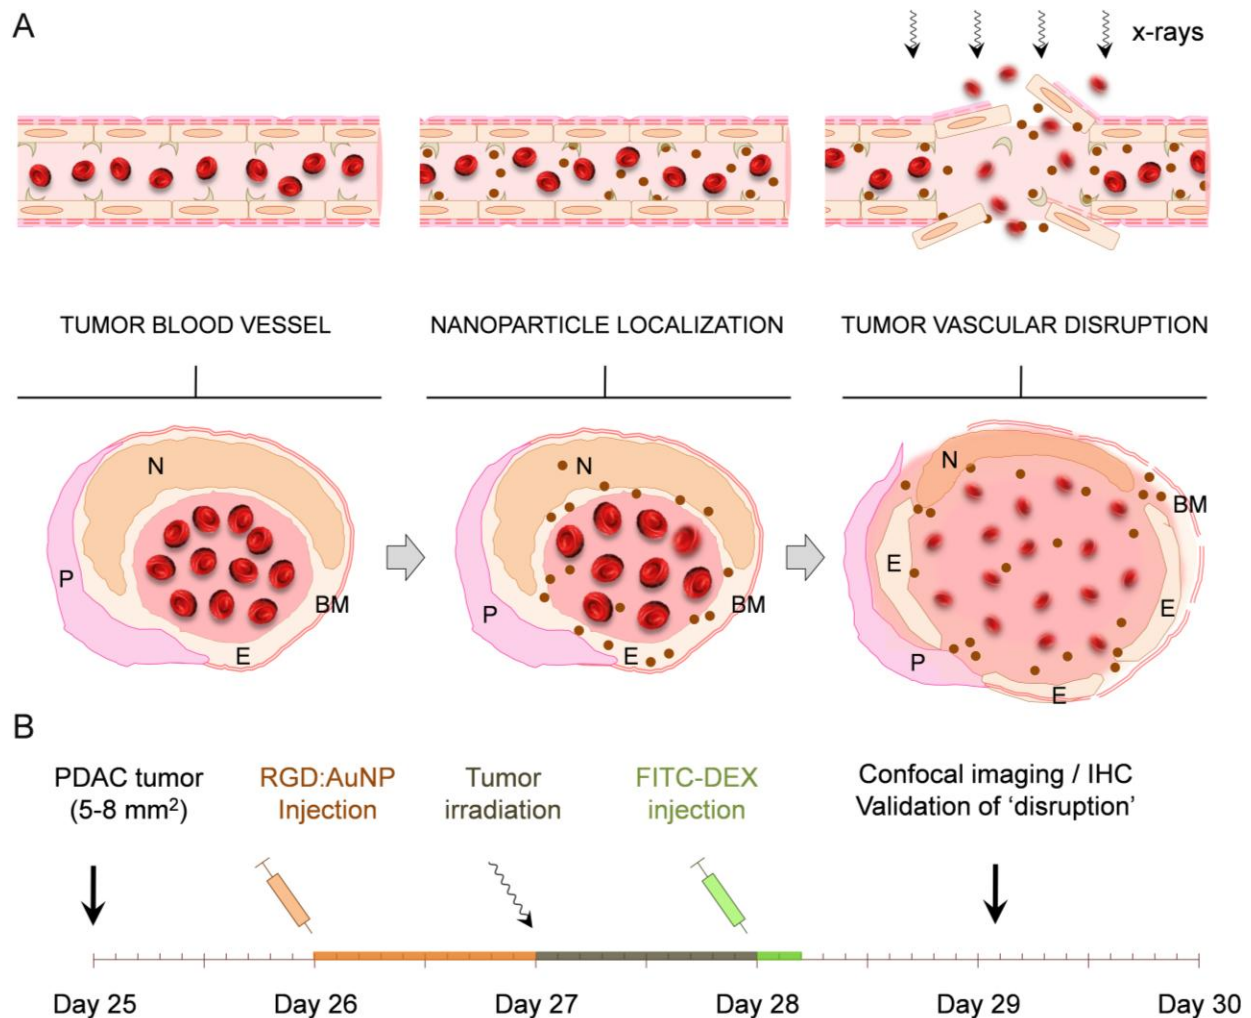 A
x-rays
TUMOR BLOOD VESSEL
NANOPARTICLE LOCALIZATION
TUMOR VASCULAR DISRUPTION
N
P
BM
E
N
P
BM
E
N
BM
E
E
P
E
B
PDAC tumor
(5-8 mm²)
RGD:AuNP
Injection
Tumor
irradiation
FITC-DEX
injection
Confocal imaging / IHC
Validation of ‘disruption’
Day 25
Day 26
Day 27
Day 28
Day 29
Day 30